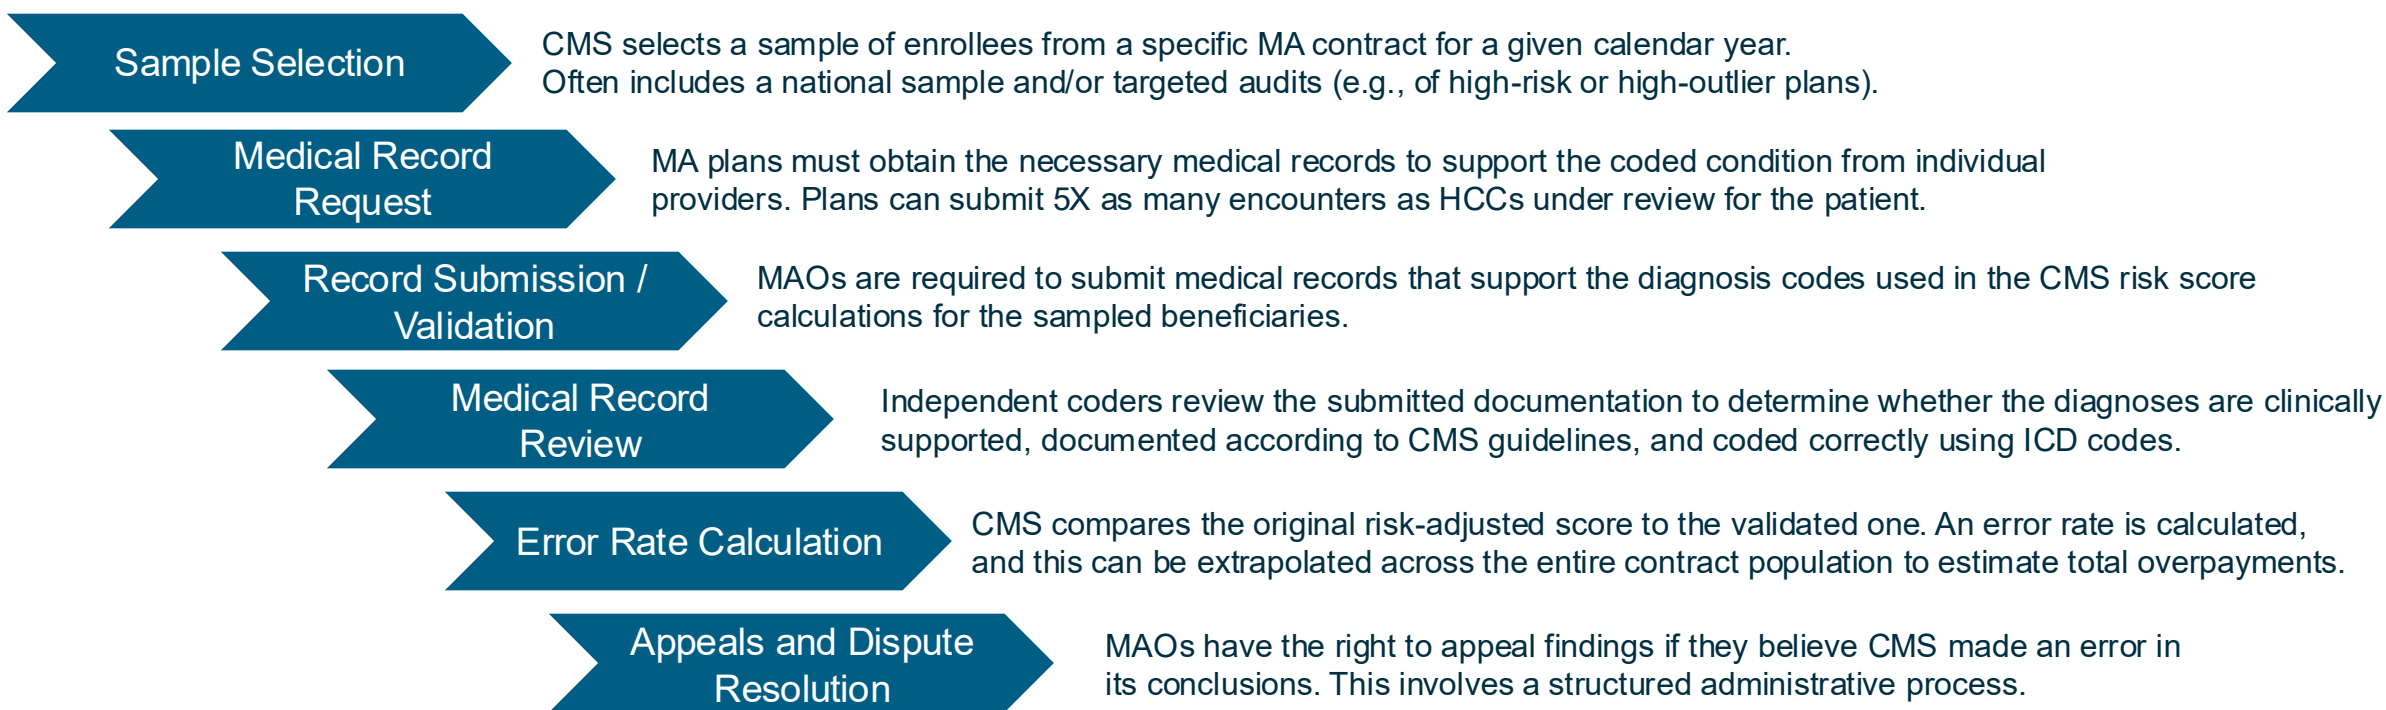 Sample Selection
CMS selects a sample of enrollees from a specific MA contract for a given calendar year.
Often includes a national sample and/or targeted audits (e.g., of high-risk or high-outlier plans).
Medical Record
Request
MA plans must obtain the necessary medical records to support the coded condition from individual
providers. Plans can submit 5X as many encounters as HCCs under review for the patient.
Record Submission /
Validation
MAOs are required to submit medical records that support the diagnosis codes used in the CMS risk score
calculations for the sampled beneficiaries.
Medical Record
Review
Independent coders review the submitted documentation to determine whether the diagnoses are clinically
supported, documented according to CMS guidelines, and coded correctly using ICD codes.
Error Rate Calculation
CMS compares the original risk-adjusted score to the validated one. An error rate is calculated,
and this can be extrapolated across the entire contract population to estimate total overpayments.
Appeals and Dispute
Resolution
MAOs have the right to appeal findings if they believe CMS made an error in
its conclusions. This involves a structured administrative process.